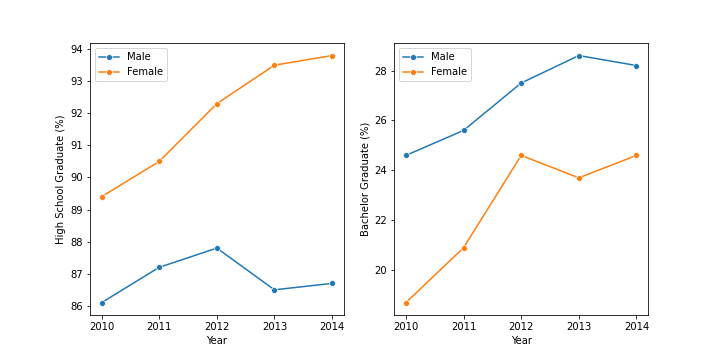 High School Graduate (%)
94
93
92
91
90
89
88
87
86
Male
Female
2010 2011 2012 2013 2014
Year
Bachelor Graduate (%)
28
26
24
22
20
Male
Female
2010 2011 2012 2013 2014
Year